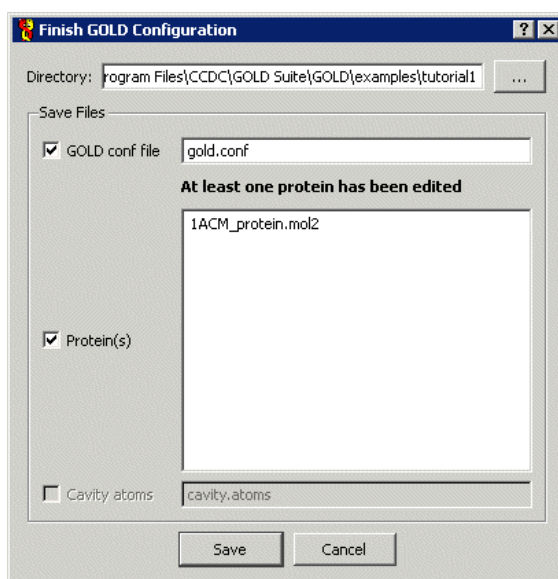 Finish GOLD Configuration
Directory: rogram Files\CCDC\GOLD Suite\GOLD\examples\tutorial1 ...
Save Files
GOLD conf file gold.conf
At least one protein has been edited
1ACM_protein.mol2
Protein(s)
Cavity atoms cavity.atoms
Save Cancel